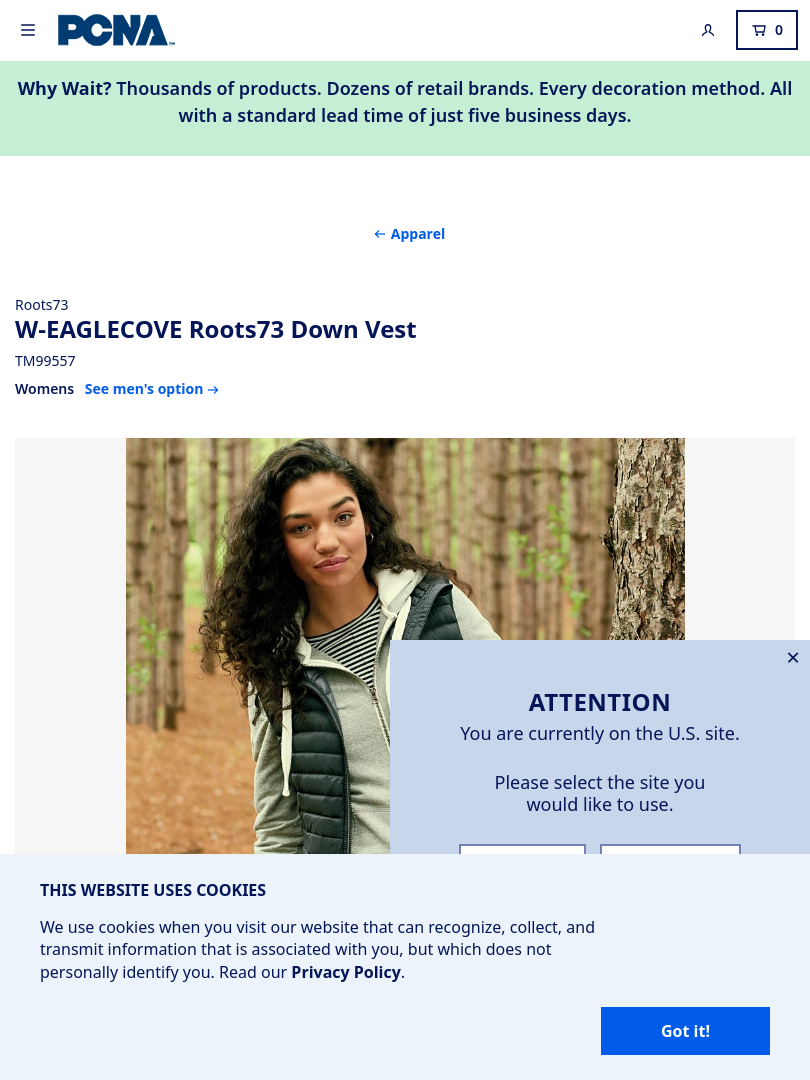 PCNA
0
Why Wait? Thousands of products. Dozens of retail brands. Every decoration method. All
with a standard lead time of just five business days.
← Apparel
Roots73
W-EAGLECOVE Roots73 Down Vest
TM99557
Womens See men's option →
ATTENTION
You are currently on the U.S. site.
Please select the site you
would like to use.
THIS WEBSITE USES COOKIES
We use cookies when you visit our website that can recognize, collect, and
transmit information that is associated with you, but which does not
personally identify you. Read our Privacy Policy.
Got it!